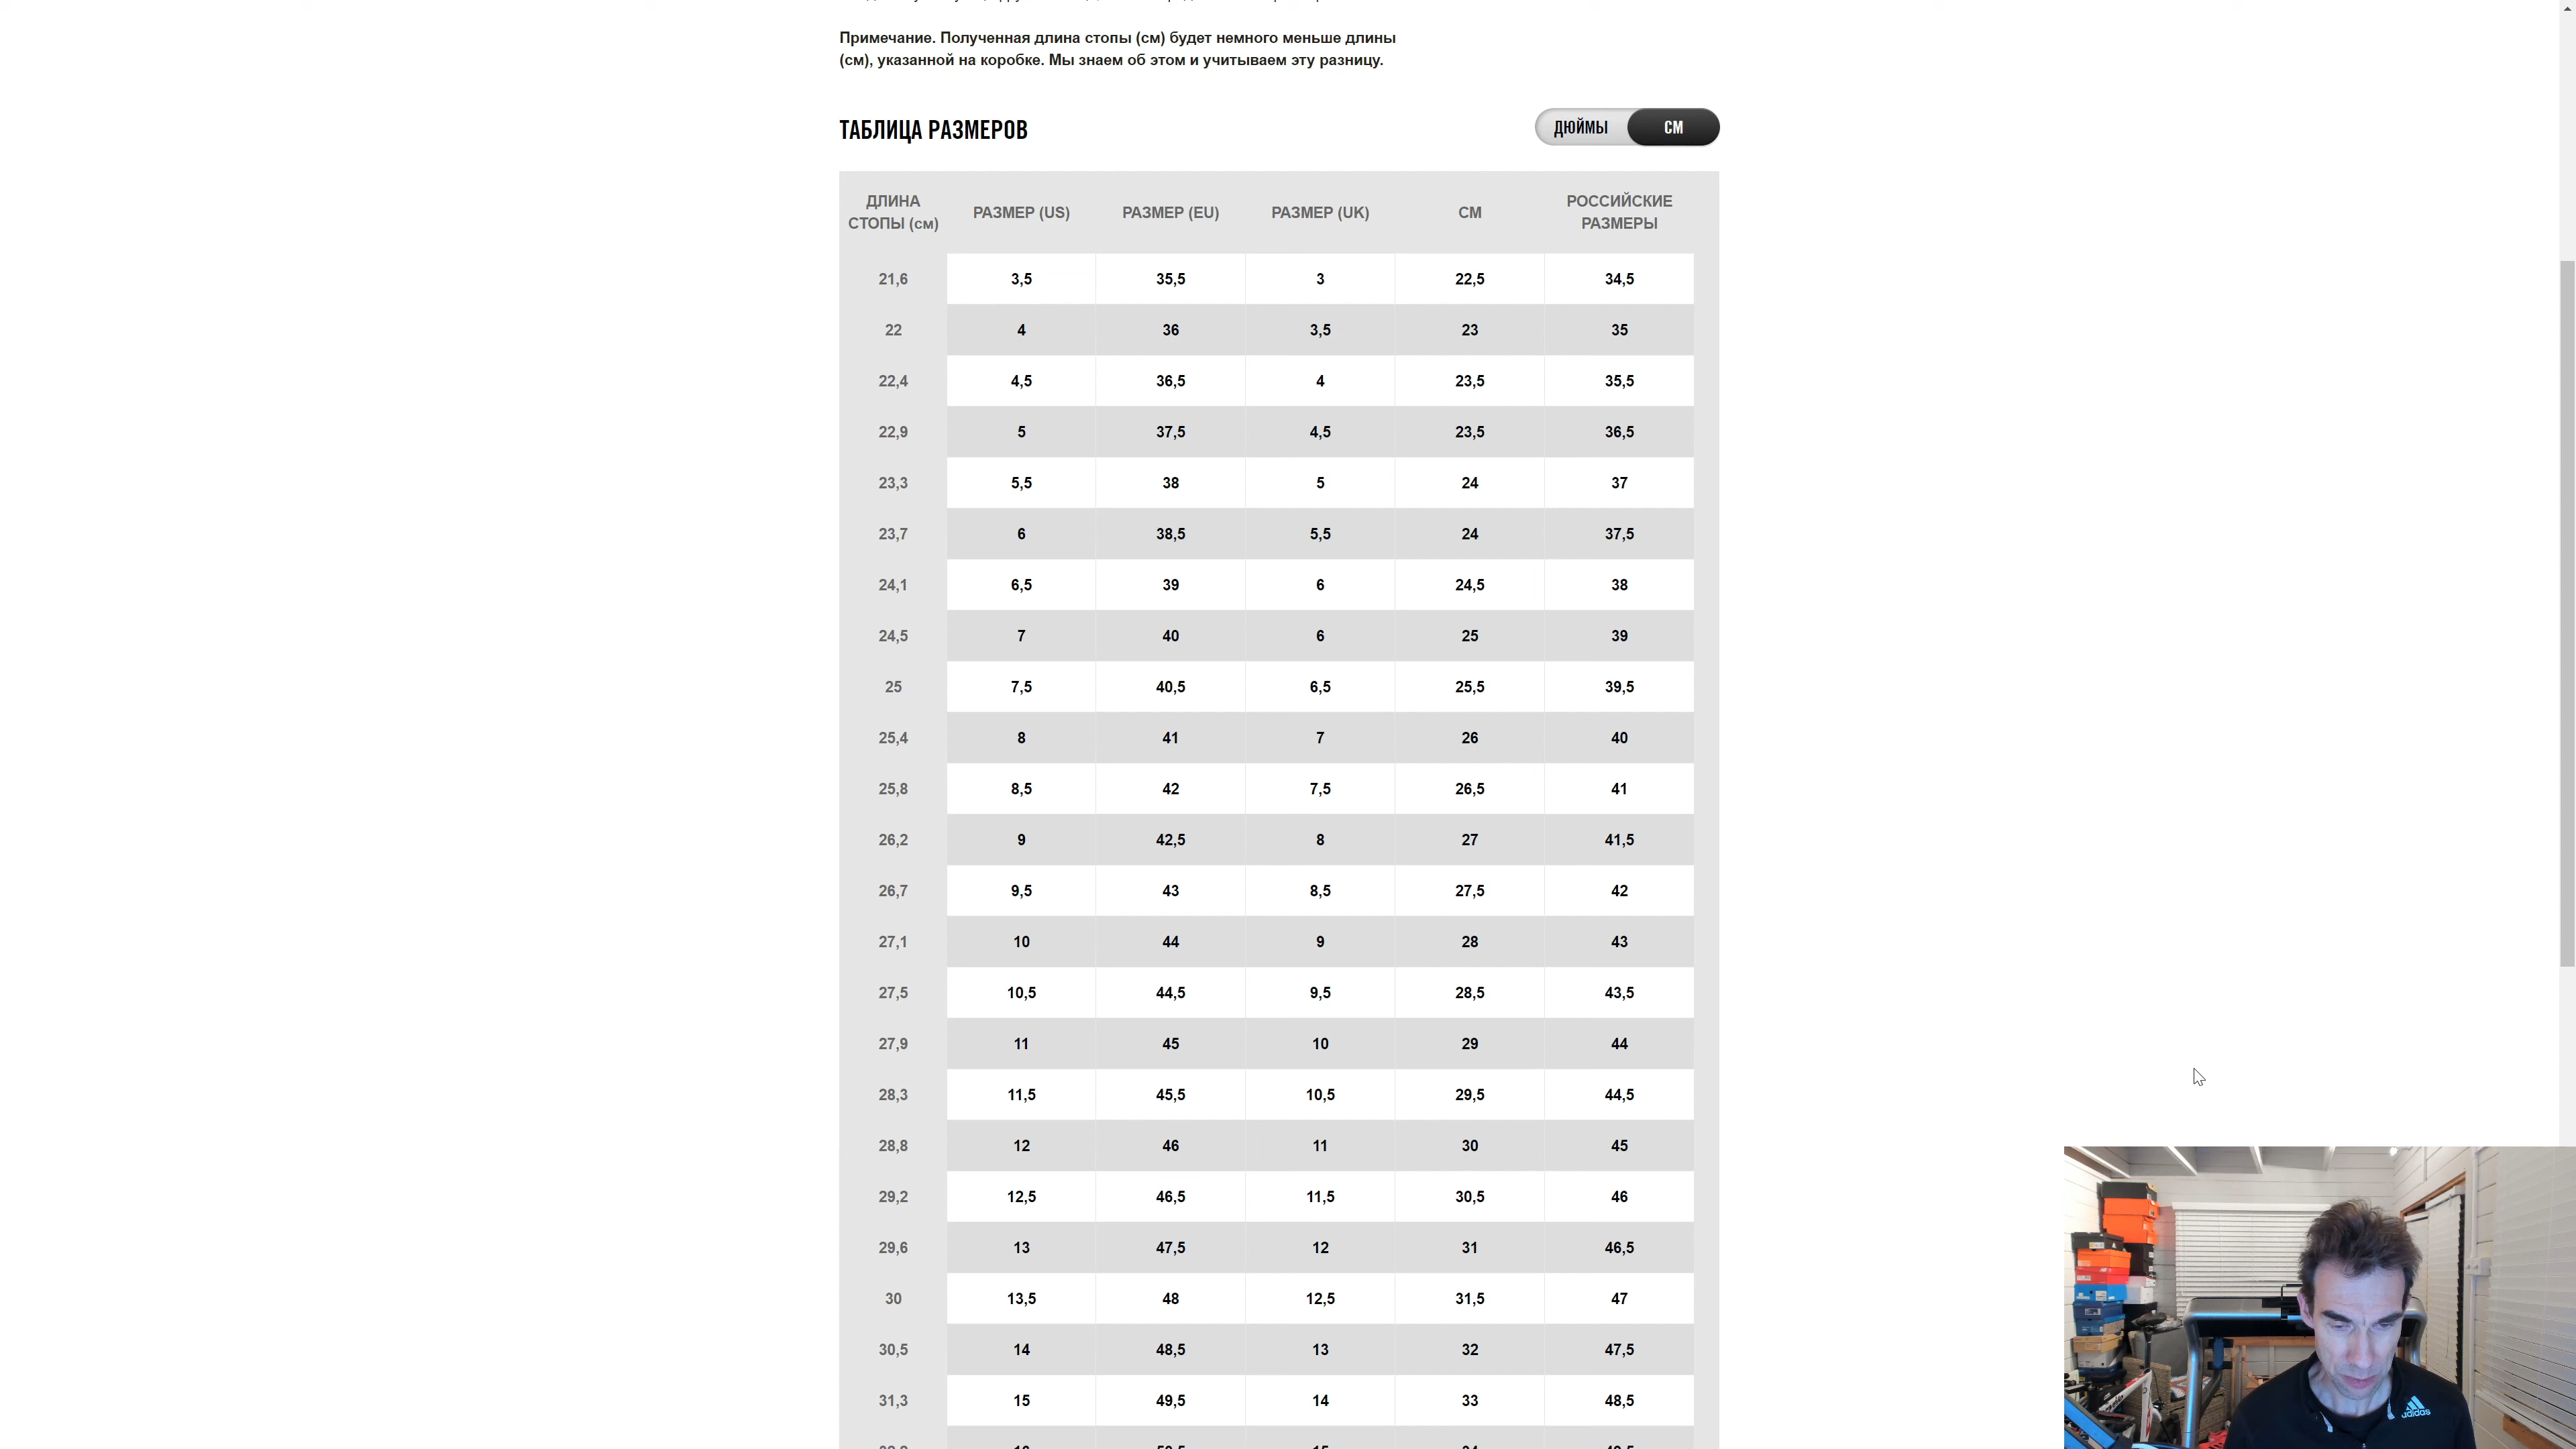 Примечание. Полученная длина стопы (см) будет немного меньше длины
(см), указанной на коробке. Мы знаем об этом и учитываем эту разницу.
ТАБЛИЦА РАЗМЕРОВ
ДЮЙМЫ СМ
ДЛИНА СТОПЫ (см) РАЗМЕР (US) РАЗМЕР (EU) РАЗМЕР (UK) СМ РОССИЙСКИЕ РАЗМЕРЫ
21,6 3,5 35,5 3 22,5 34,5
22 4 36 3,5 23 35
22,4 4,5 36,5 4 23,5 35,5
22,9 5 37,5 4,5 23,5 36,5
23,3 5,5 38 5 24 37
23,7 6 38,5 5,5 24 37,5
24,1 6,5 39 6 24,5 38
24,5 7 40 6 25 39
25 7,5 40,5 6,5 25,5 39,5
25,4 8 41 7 26 40
25,8 8,5 42 7,5 26,5 41
26,2 9 42,5 8 27 41,5
26,7 9,5 43 8,5 27,5 42
27,1 10 44 9 28 43
27,5 10,5 44,5 9,5 28,5 43,5
27,9 11 45 10 29 44
28,3 11,5 45,5 10,5 29,5 44,5
28,8 12 46 11 30 45
29,2 12,5 46,5 11,5 30,5 46
29,6 13 47,5 12 31 46,5
30 13,5 48 12,5 31,5 47
30,5 14 48,5 13 32 47,5
31,3 15 49,5 14 33 48,5
adidas